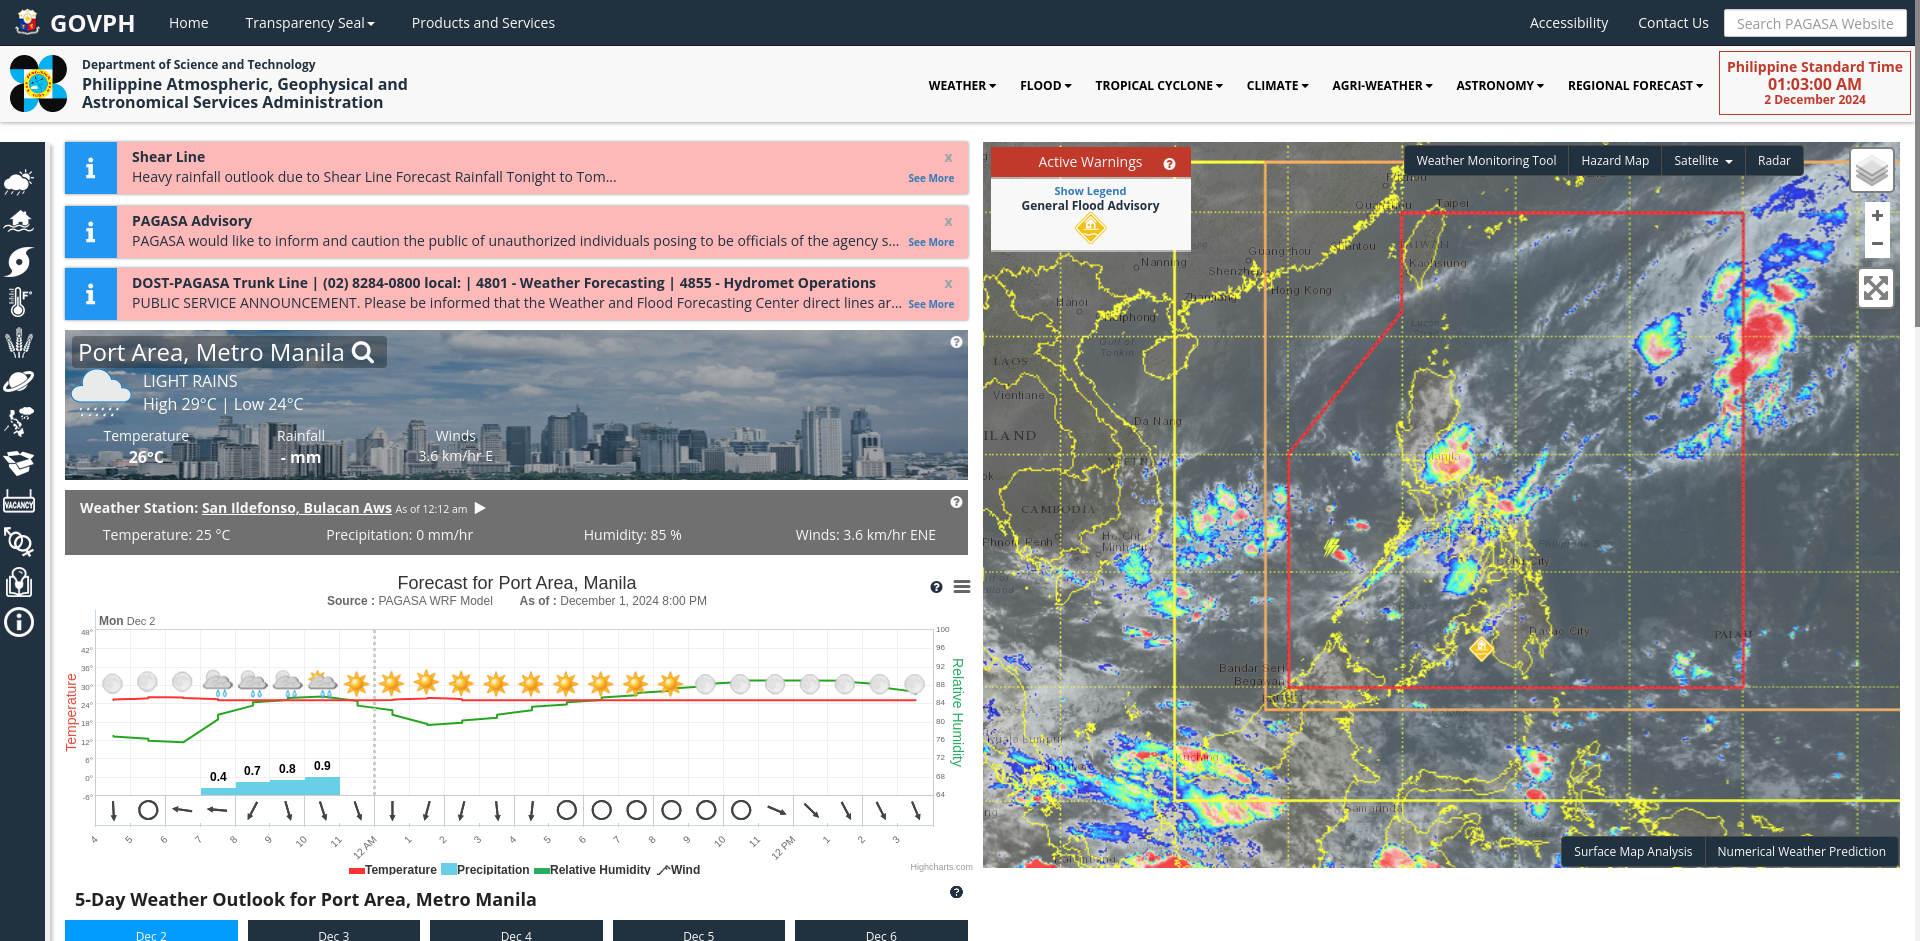 GOVPH
Home
Transparency Seal
Products and Services
Accessibility
Contact Us
Search PAGASA Website
Department of Science and Technology
Philippine Atmospheric, Geophysical and
Astronomical Services Administration
WEATHER
FLOOD
TROPICAL CYCLONE
CLIMATE
AGRI-WEATHER
ASTRONOMY
REGIONAL FORECAST
Philippine Standard Time
01:03:00 AM
2 December 2024
VACANCY
Shear Line
x
Heavy rainfall outlook due to Shear Line Forecast Rainfall Tonight to Tom...
See More
PAGASA Advisory
x
PAGASA would like to inform and caution the public of unauthorized individuals posing to be officials of the agency s...
See More
DOST-PAGASA Trunk Line | (02) 8284-0800 local: | 4801 - Weather Forecasting | 4855 - Hydromet Operations
x
PUBLIC SERVICE ANNOUNCEMENT. Please be informed that the Weather and Flood Forecasting Center direct lines ar...
See More
Port Area, Metro Manila
LIGHT RAINS
High 29°C | Low 24°C
Temperature
26°C
Rainfall
- mm
Winds
3.6 km/hr E
Weather Station: San Ildefonso, Bulacan Aws As of 12:12 am
Temperature: 25 °C
Precipitation: 0 mm/hr
Humidity: 85 %
Winds: 3.6 km/hr ENE
Forecast for Port Area, Manila
Source : PAGASA WRF Model As of : December 1, 2024 8:00 PM
Mon Dec 2
Temperature
48°
42°
36°
30°
24°
18°
12°
6°
0°
-6°
100
96
92
88
84
80
76
72
68
64
Relative Humidity
0.4
0.7
0.8
0.9
4
5
6
7
8
9
10
11
12 AM
1
2
3
4
5
6
7
8
9
10
11
12 PM
1
2
3
Temperature
Precipitation
Relative Humidity
Wind
Highcharts.com
5-Day Weather Outlook for Port Area, Metro Manila
Dec 2
Dec 3
Dec 4
Dec 5
Dec 6
Active Warnings
Show Legend
General Flood Advisory
Weather Monitoring Tool
Hazard Map
Satellite
Radar
+
−
Taipei
Guangzhou
Nanning
Shenzhen
Kaohsiung
Hong Kong
Hanoi
Gulf of
Tonkin
LAOS
Vientiane
Da Nang
Manila
CAMBODIA
Ho Chi
Minh City
Davao City
PALAU
Bandar Seri
Begawan
Kuching
Samarinda
Surface Map Analysis
Numerical Weather Prediction